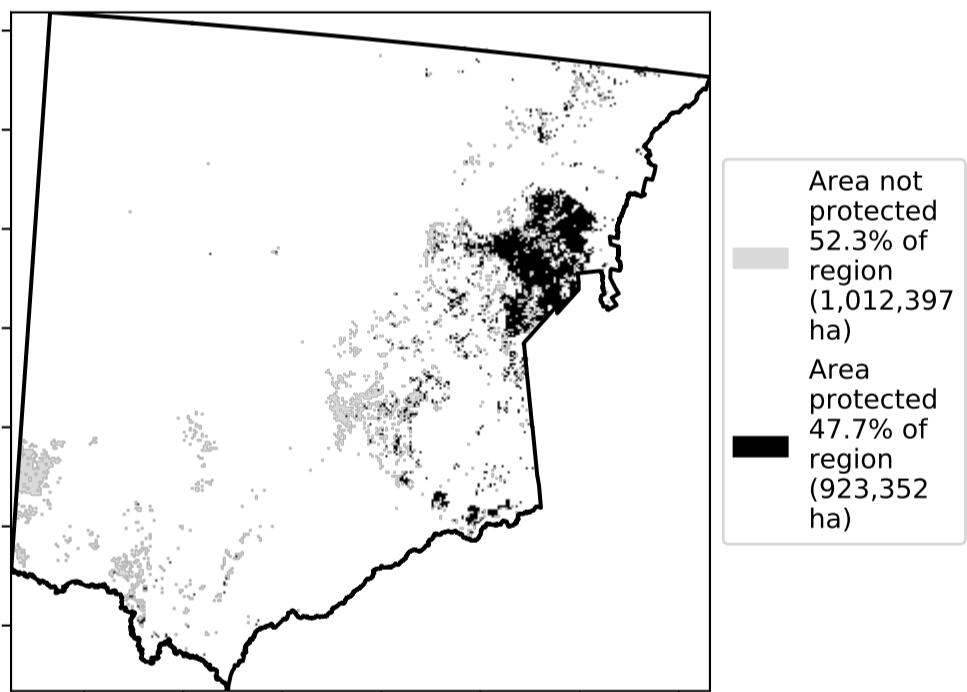 Area not
protected
52.3% of
region
(1,012,397
ha)
Area
protected
47.7% of
region
(923,352
ha)